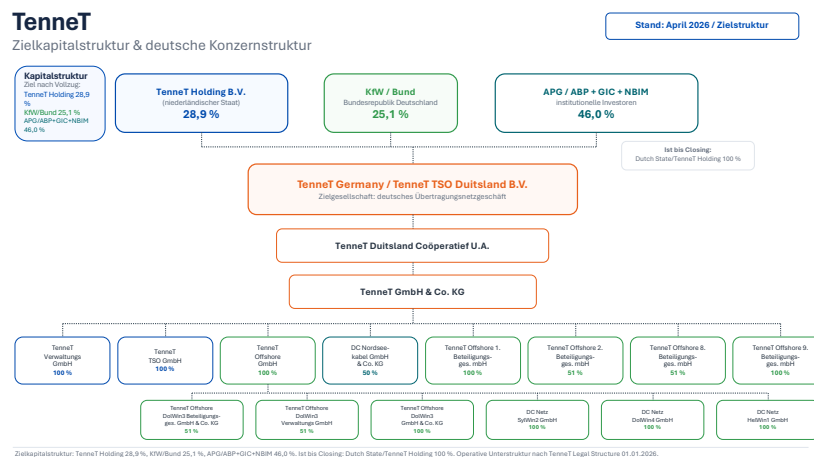 TenneT
Zielkapitalstruktur & deutsche Konzernstruktur
Stand: April 2026 / Zielstruktur
Kapitalstruktur
Ziel nach Vollzug:
TenneT Holding 28,9
%
KfW/Bund 25,1 %
APG/ABP+GIC+NBIM
46,0 %
TenneT Holding B.V.
(niederländischer Staat)
28,9 %
KfW / Bund
Bundesrepublik Deutschland
25,1 %
APG / ABP + GIC + NBIM
institutionelle Investoren
46,0 %
Ist bis Closing:
Dutch State/TenneT Holding 100 %
TenneT Germany / TenneT TSO Duitsland B.V.
Zielgesellschaft: deutsches Übertragungsnetzgeschäft
TenneT Duitsland Coöperatief U.A.
TenneT GmbH & Co. KG
TenneT
Verwaltungs
GmbH
100 %
TenneT
TSO GmbH
100 %
TenneT
Offshore
GmbH
100 %
DC Nordsee-
kabel GmbH
& Co. KG
50 %
TenneT Offshore 1.
Beteiligungs-
ges. mbH
100 %
TenneT Offshore 2.
Beteiligungs-
ges. mbH
51 %
TenneT Offshore 8.
Beteiligungs-
ges. mbH
51 %
TenneT Offshore 9.
Beteiligungs-
ges. mbH
100 %
TenneT Offshore
DolWin3 Beteiligungs-
ges. GmbH & Co. KG
51 %
TenneT Offshore
DolWin3
Verwaltungs GmbH
51 %
TenneT Offshore
DolWin3
GmbH & Co. KG
100 %
DC Netz
SylWin2 GmbH
100 %
DC Netz
DolWin4 GmbH
100 %
DC Netz
HelWin1 GmbH
100 %
Zielkapitalstruktur: TenneT Holding 28,9 %, KfW/Bund 25,1 %, APG/ABP+GIC+NBIM 46,0 %. Ist bis Closing: Dutch State/TenneT Holding 100 %. Operative Unterstruktur nach TenneT Legal Structure 01.01.2026.